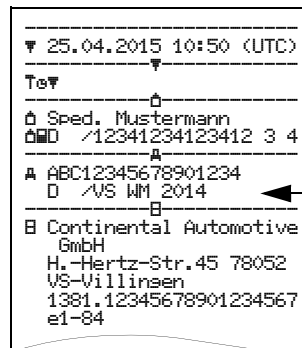 ▼ 25.04.2015 10:50 (UTC)
T⊙▼
Sped. Mustermann
D /12341234123412 3 4
A ABC12345678901234
D /VS WM 2014
B Continental Automotive
GmbH
H.-Hertz-Str.45 78052
VS-Villingen
1381.12345678901234567
e1-84